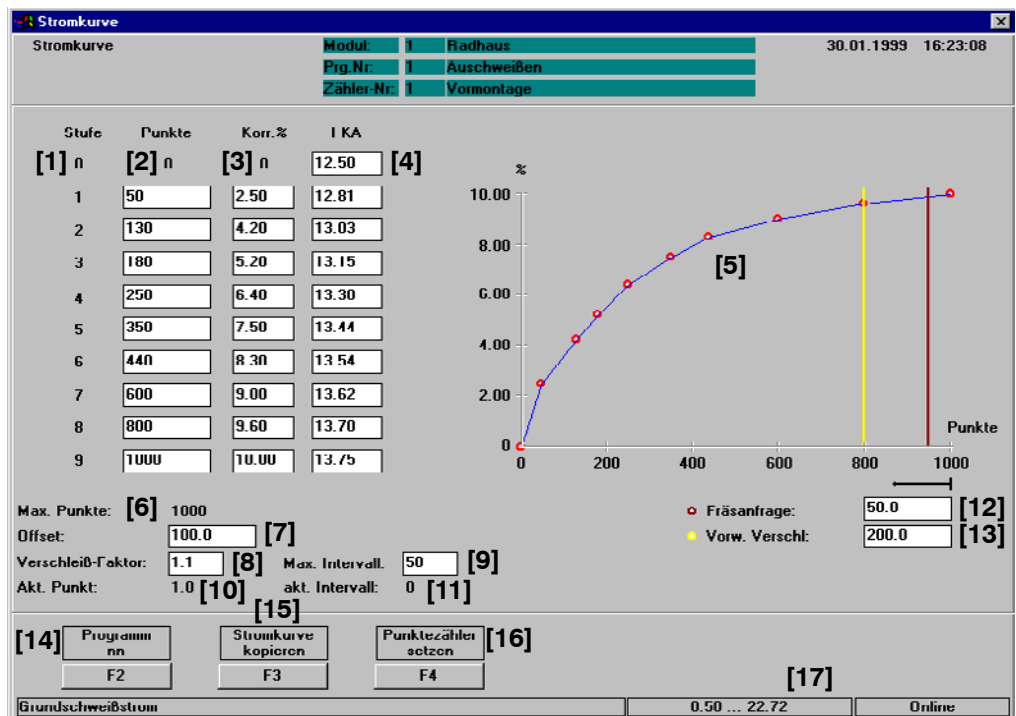 Stromkurve
Stromkurve Modul: 1 Radhaus 30.01.1999 16:23:08
Prg.Nr: 1 Auschweißen
Zähler-Nr: 1 Vormontage
Stufe Punkte Korr.% I KA
[1] 0 [2] 0 [3] 0 12.50 [4]
1 50 2.50 12.81
2 130 4.20 13.03
3 180 5.20 13.15
4 250 6.40 13.30
5 350 7.50 13.44
6 440 8.30 13.54
7 600 9.00 13.62
8 800 9.60 13.70
9 1000 10.00 13.75
%
10.00
8.00
6.00
4.00
2.00
0
[5]
Punkte
0 200 400 600 800 1000
Max. Punkte: [6] 1000
Offset: 100.0 [7]
Verschleiß-Faktor: 1.1 [8] Max. Intervall. 50 [9]
Akt. Punkt: 1.0 [10] akt. Intervall: 0 [11]
Fräsanfrage: 50.0 [12]
Vorw. Verschl: 200.0 [13]
[14] Programm nn
F2
[15] Stromkurve kopieren
F3
Punktezähler setzen [16]
F4
[17]
Grundschweißstrom 0.50 ... 22.72 Online